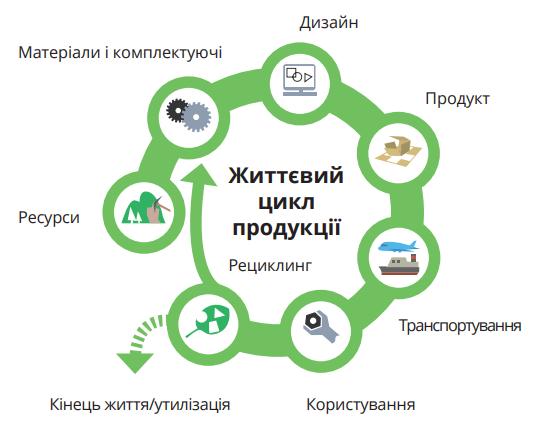 Дизайн
Матеріали і комплектуючі
Продукт
Життєвий
цикл
продукції
Ресурси
Рециклинг
Транспортування
Кінець життя/утилізація
Користування